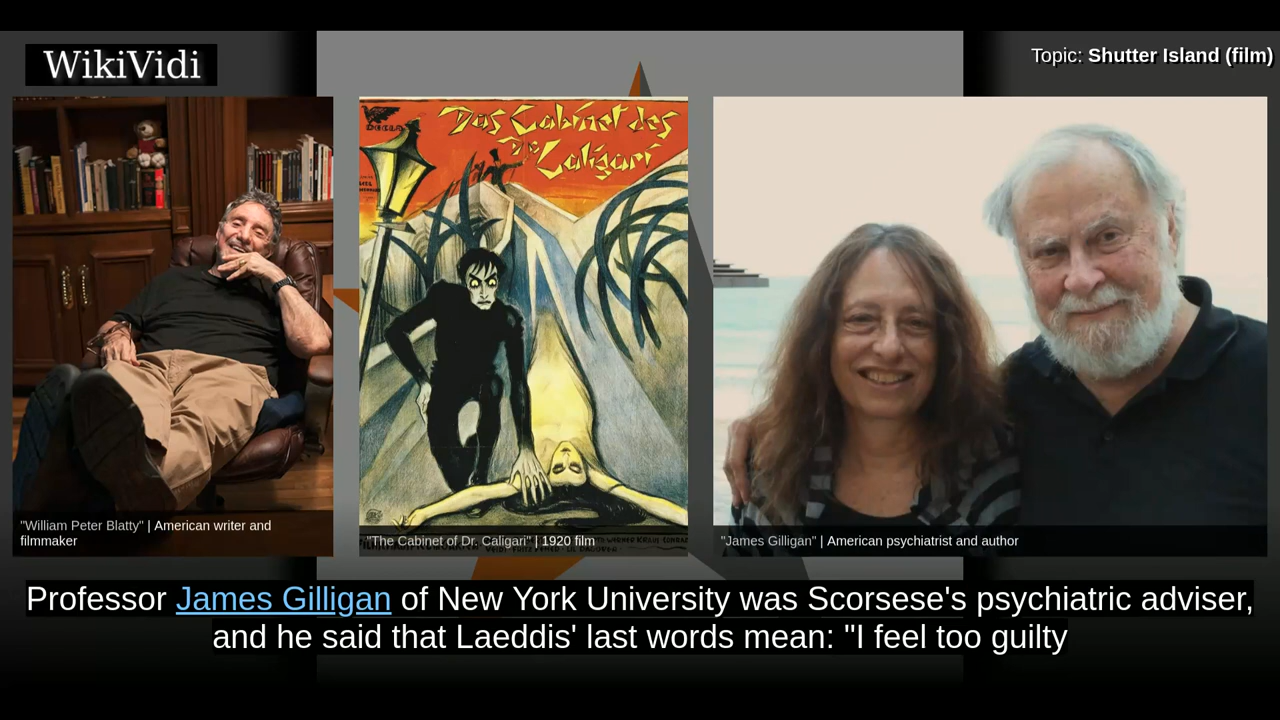 WikiVidi
Topic: Shutter Island (film)
DECLA
Das Cabinet des
Dr. Caligari
"William Peter Blatty" | American writer and
filmmaker
"The Cabinet of Dr. Caligari" | 1920 film
"James Gilligan" | American psychiatrist and author
Professor James Gilligan of New York University was Scorsese's psychiatric adviser,
and he said that Laeddis' last words mean: "I feel too guilty